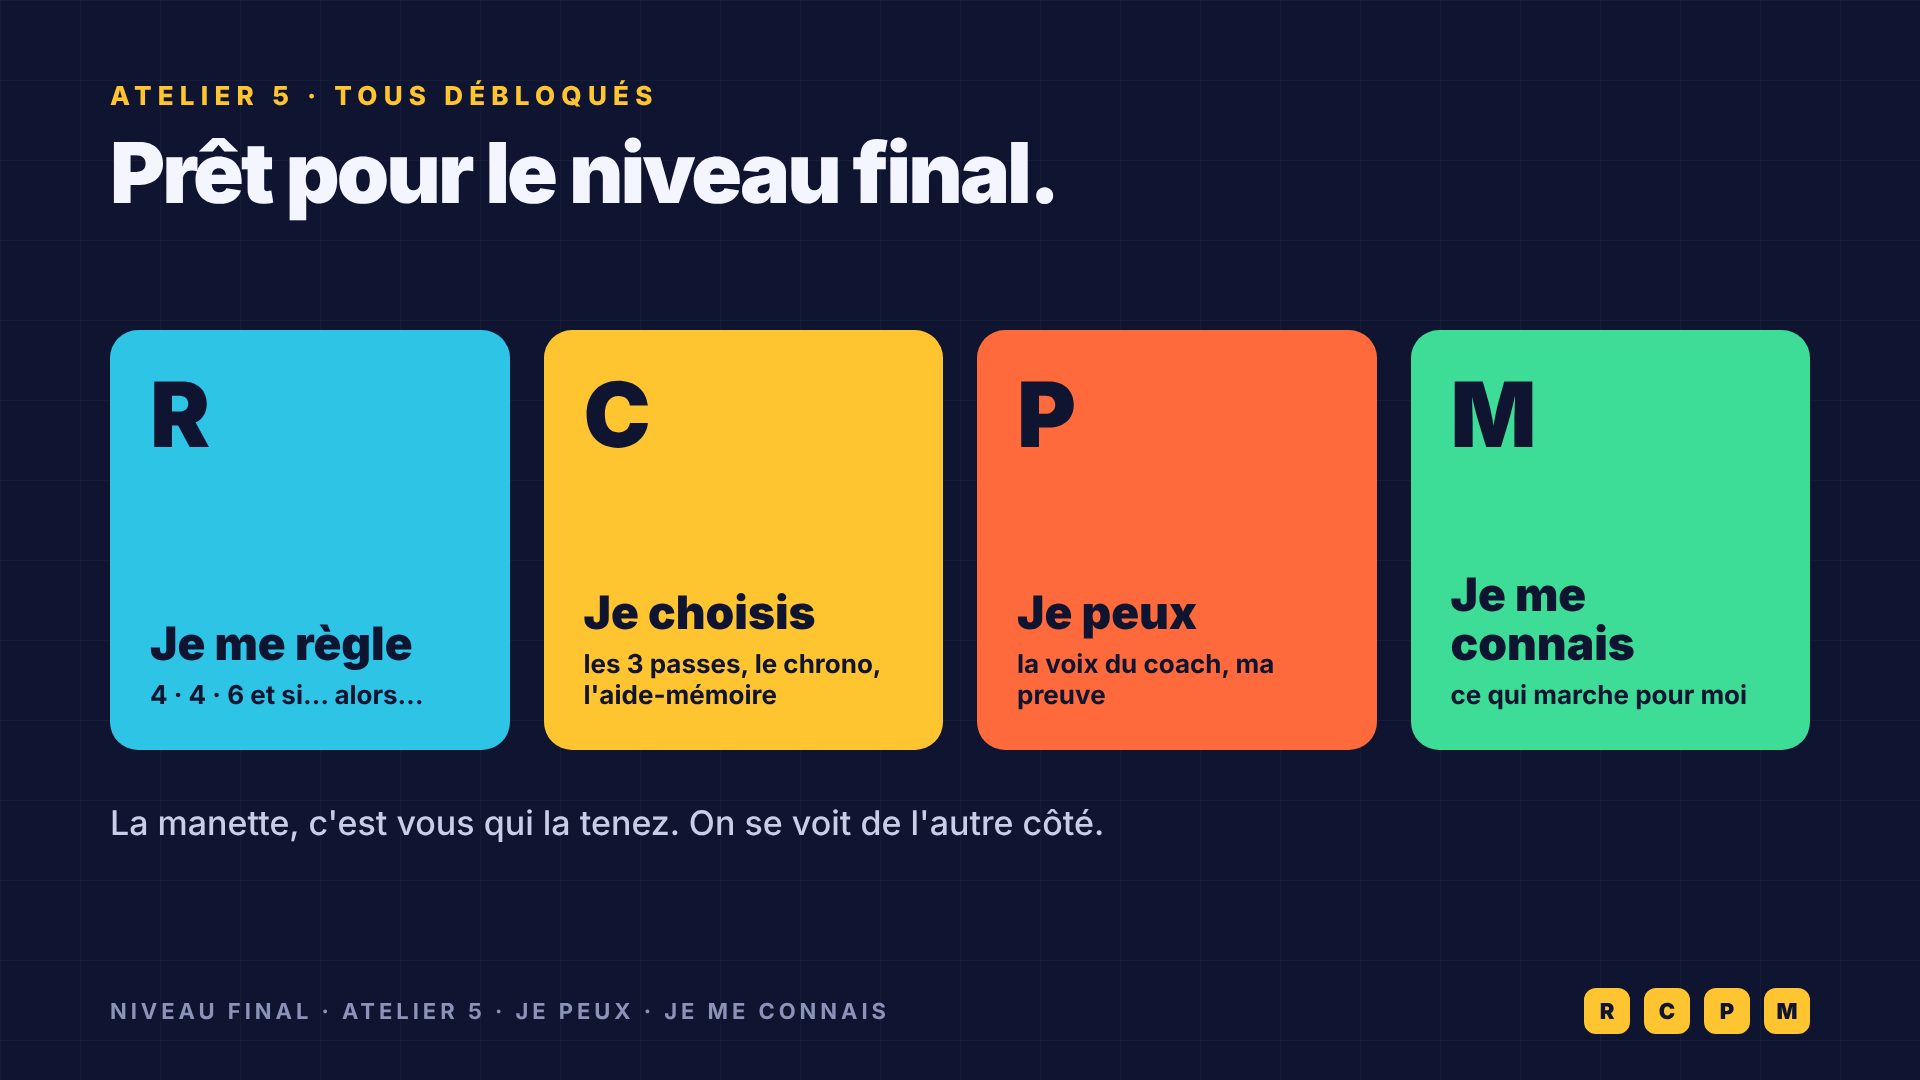 ATELIER 5 · TOUS DÉBLOQUÉS
Prêt pour le niveau final.
R
Je me règle
4 · 4 · 6 et si... alors...
C
Je choisis
les 3 passes, le chrono,
l'aide-mémoire
P
Je peux
la voix du coach, ma
preuve
M
Je me
connais
ce qui marche pour moi
La manette, c'est vous qui la tenez. On se voit de l'autre côté.
NIVEAU FINAL · ATELIER 5 · JE PEUX · JE ME CONNAIS
R C P M